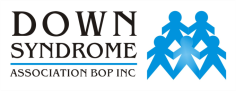 DOWN
SYNDROME
ASSOCIATION BOP INC